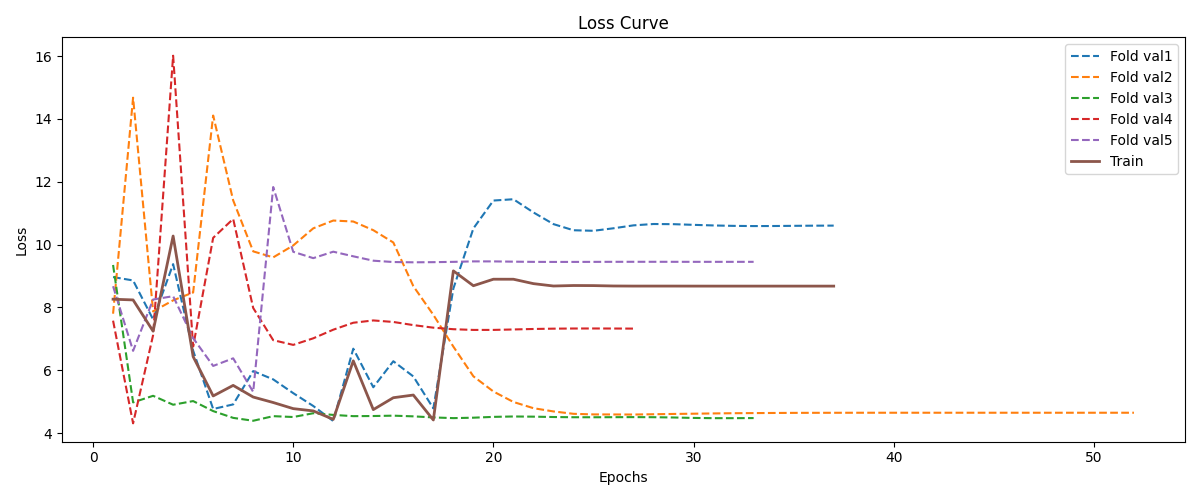 Loss Curve
Fold val1
Fold val2
Fold val3
Fold val4
Fold val5
Train
Loss
16
14
12
10
8
6
4
0 10 20 30 40 50
Epochs